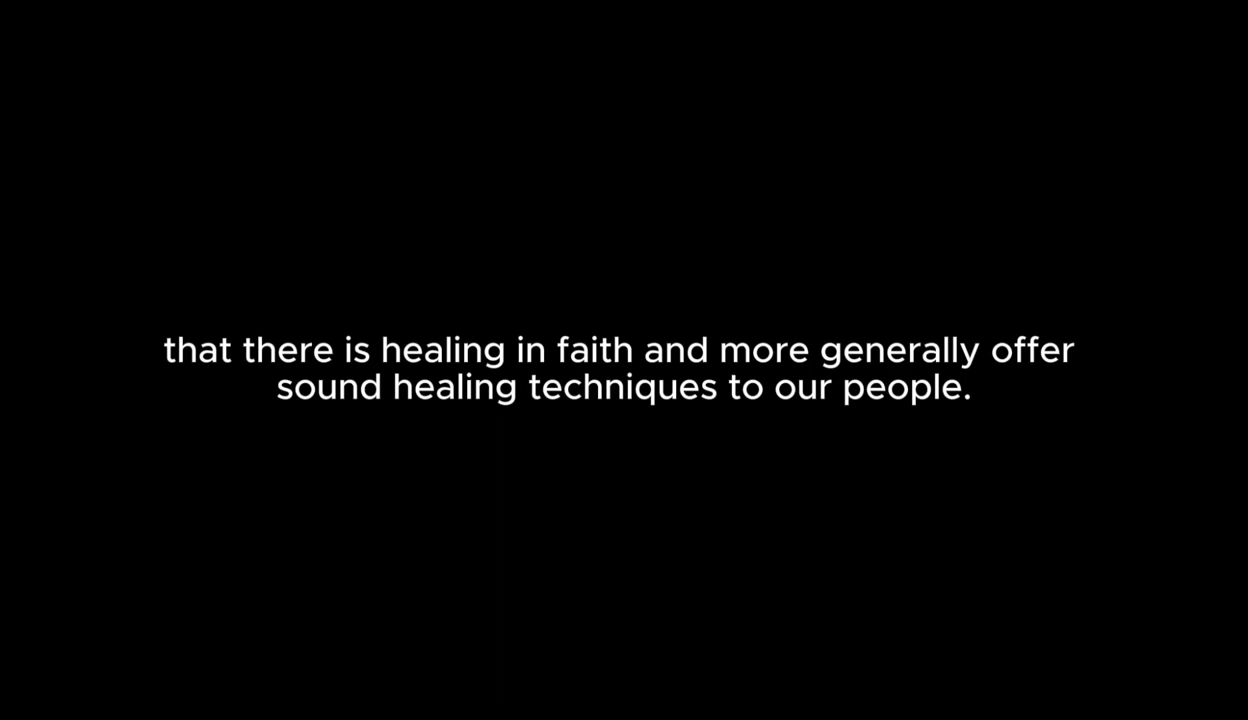 that there is healing in faith and more generally offer
sound healing techniques to our people.